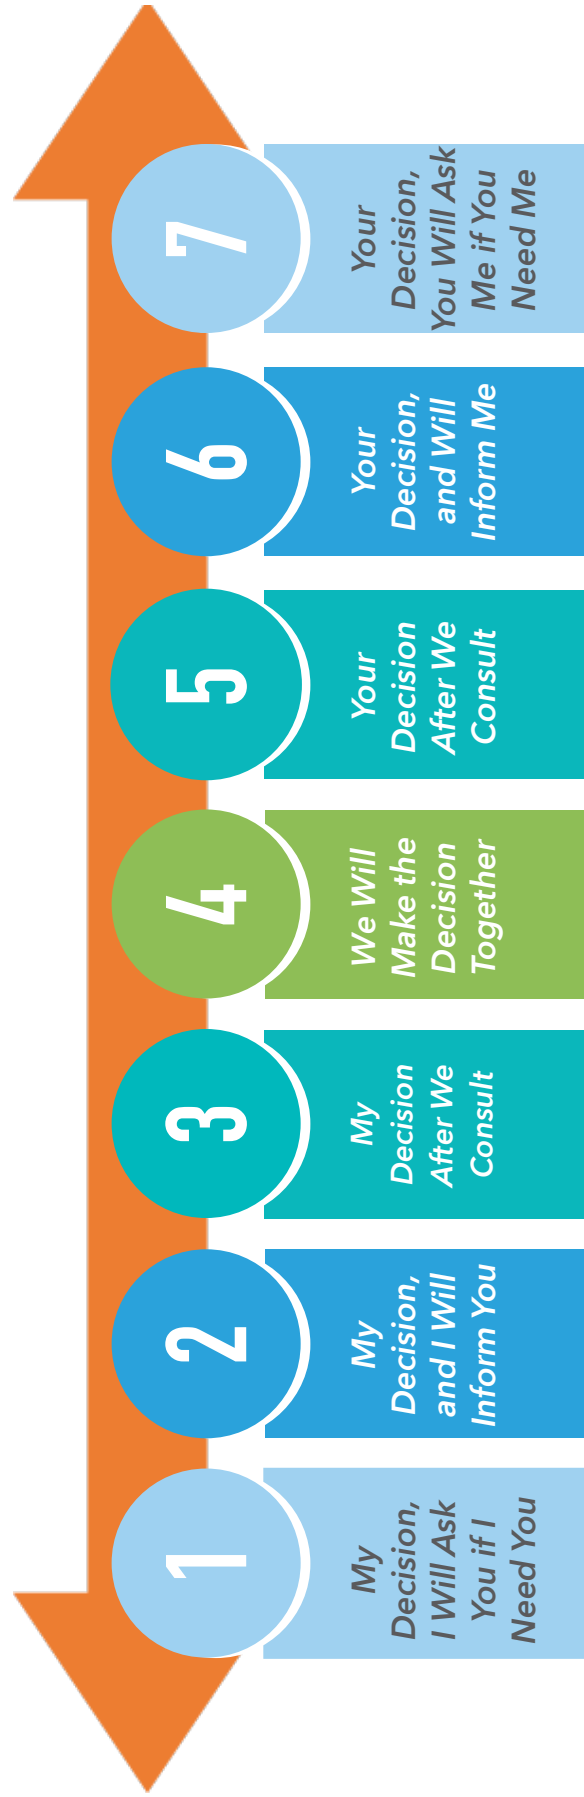 1
My
Decision,
I Will Ask
You if I
Need You
2
My
Decision,
and I Will
Inform You
3
My
Decision
After We
Consult
4
We Will
Make the
Decision
Together
5
Your
Decision
After We
Consult
6
Your
Decision,
and Will
Inform Me
7
Your
Decision,
You Will Ask
Me if You
Need Me